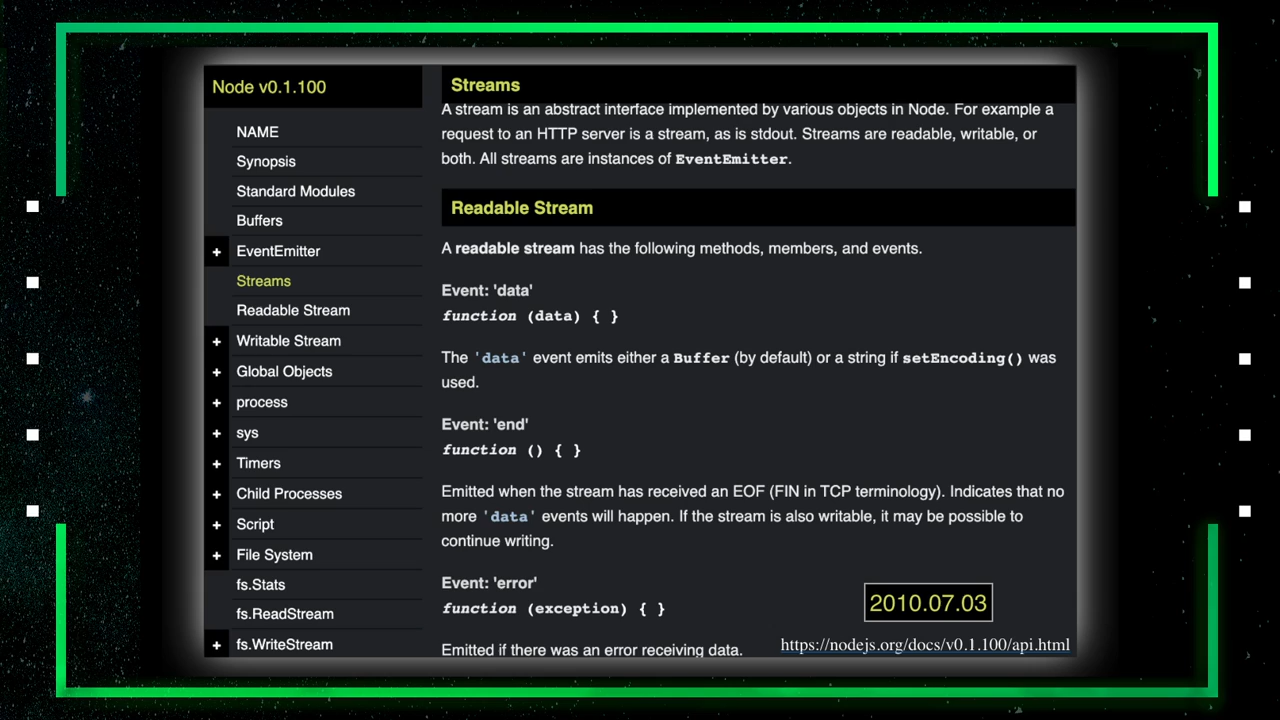 Node v0.1.100
NAME
Synopsis
Standard Modules
Buffers
+ EventEmitter
Streams
Readable Stream
+ Writable Stream
+ Global Objects
+ process
+ sys
+ Timers
+ Child Processes
+ Script
+ File System
fs.Stats
fs.ReadStream
+ fs.WriteStream
Streams
A stream is an abstract interface implemented by various objects in Node. For example a
request to an HTTP server is a stream, as is stdout. Streams are readable, writable, or
both. All streams are instances of EventEmitter.
Readable Stream
A readable stream has the following methods, members, and events.
Event: 'data'
function (data) { }
The 'data' event emits either a Buffer (by default) or a string if setEncoding() was
used.
Event: 'end'
function () { }
Emitted when the stream has received an EOF (FIN in TCP terminology). Indicates that no
more 'data' events will happen. If the stream is also writable, it may be possible to
continue writing.
Event: 'error'
function (exception) { }
Emitted if there was an error receiving data.
2010.07.03
https://nodejs.org/docs/v0.1.100/api.html